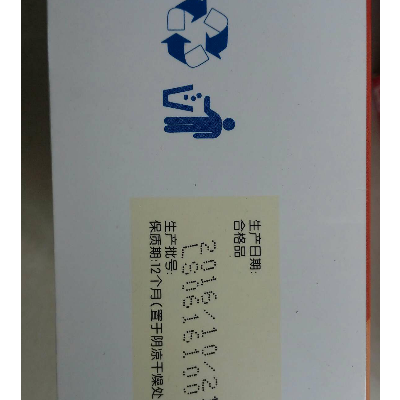 生产日期:
合格品
2016/10/2
L80616100
生产批号:
保质期:12个月(置于阴凉干燥处